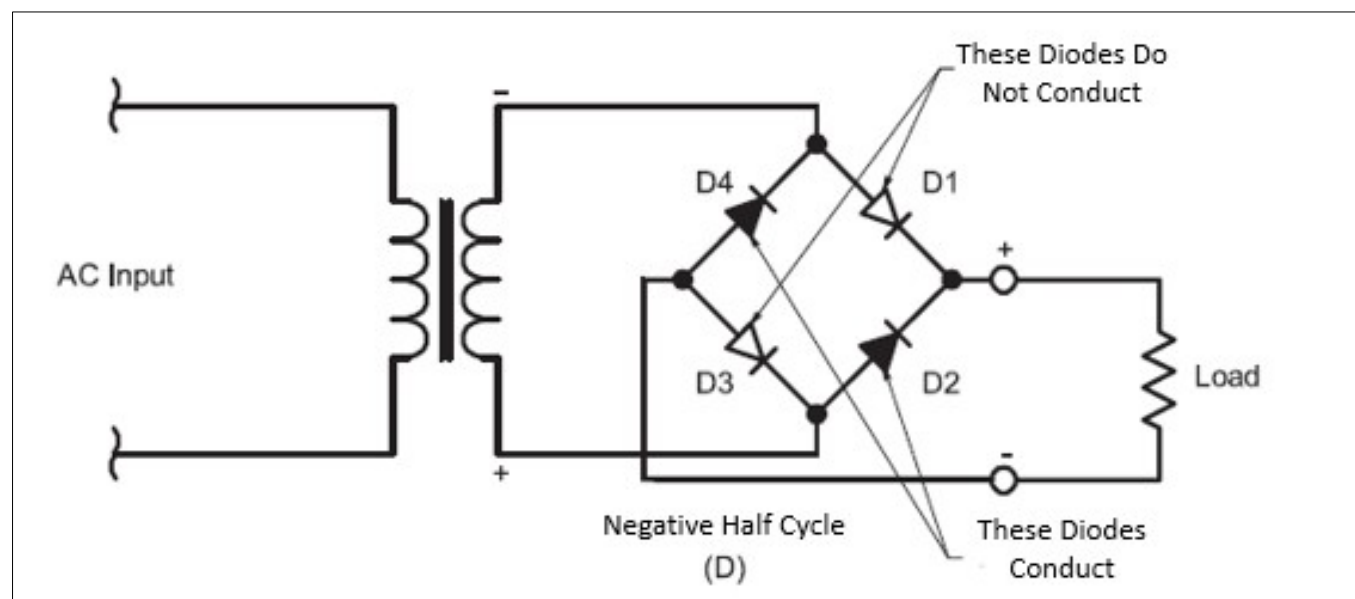 These Diodes Do
Not Conduct
-
D4
D1
+
AC Input
D3
D2
Load
+
-
Negative Half Cycle
(D)
These Diodes
Conduct